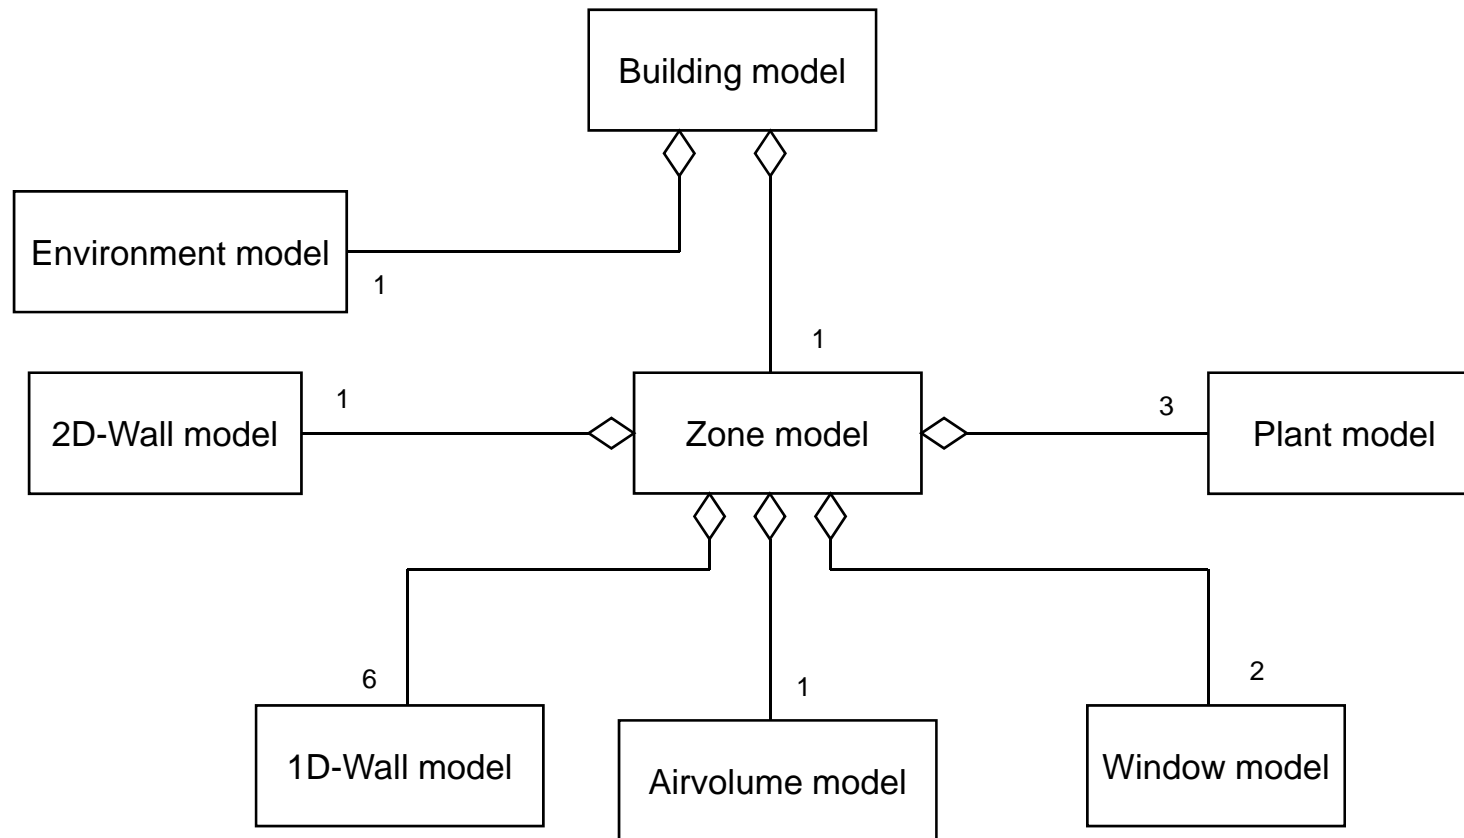 Building model
Environment model
1
1
2D-Wall model
1
Zone model
3
Plant model
6
1
2
1D-Wall model
Airvolume model
Window model